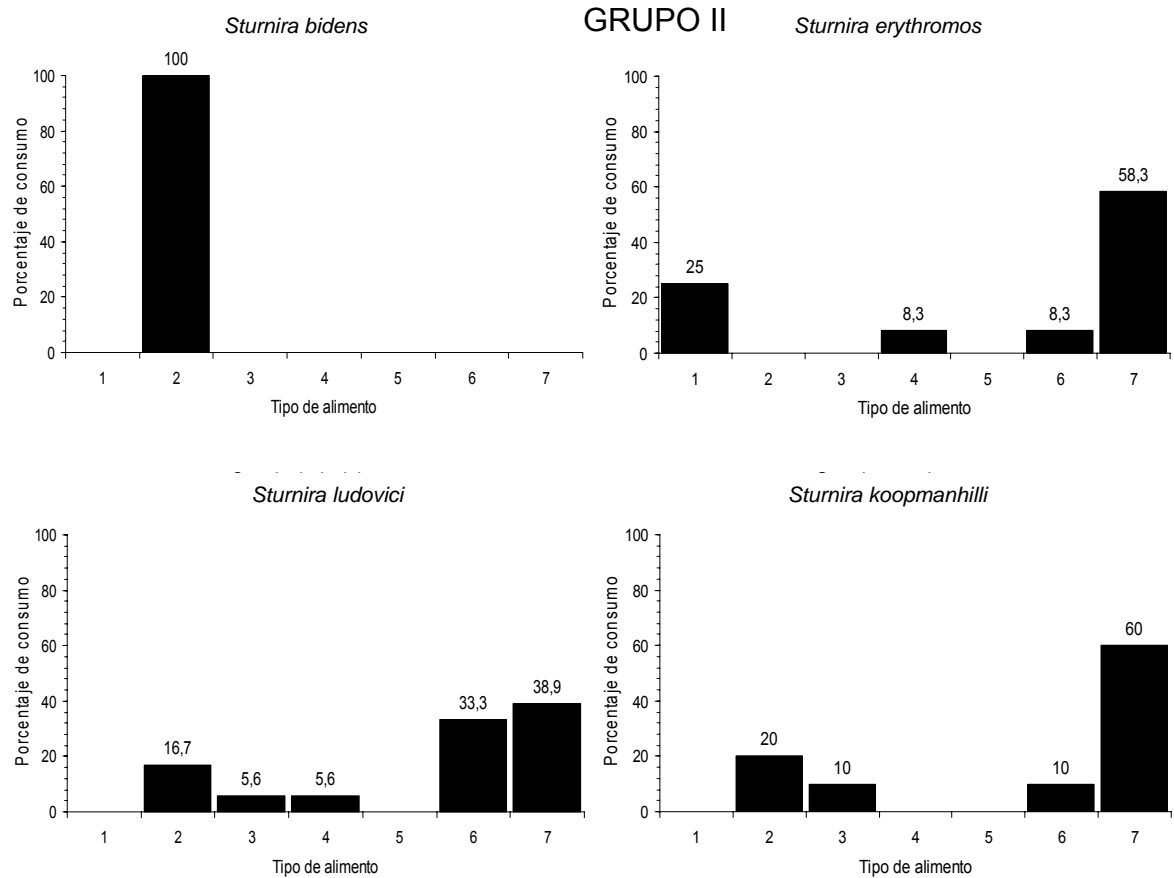 GRUPO II
Sturnira bidens
Porcentaje de consumo
100
80
60
40
20
0
100
1 2 3 4 5 6 7
Tipo de alimento
Sturnira erythromos
Porcentaje de consumo
100
80
60
40
20
0
25
8,3
8,3
58,3
1 2 3 4 5 6 7
Tipo de alimento
Sturnira ludovici
Porcentaje de consumo
100
80
60
40
20
0
16,7
5,6
5,6
33,3
38,9
1 2 3 4 5 6 7
Tipo de alimento
Sturnira koopmanhilli
Porcentaje de consumo
100
80
60
40
20
0
20
10
10
60
1 2 3 4 5 6 7
Tipo de alimento